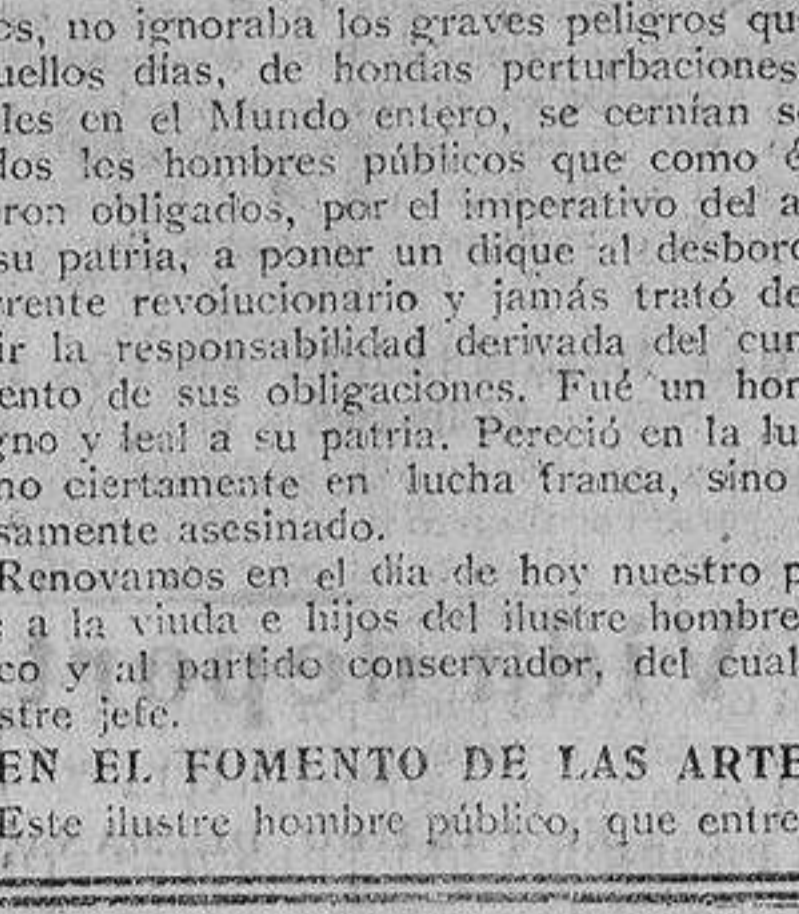 os, no ignoraba los graves peligros qu
uellos días, de hondas perturbaciones
les en el Mundo entero, se cernían s
dos los hombres públicos que como é
ron obligados, por el imperativo del a
su patria, a poner un dique al desbord
rrente revolucionario y jamás trató de
ir la responsabilidad derivada del cum
ento de sus obligaciones. Fué un hom
gno y leal a su patria. Pereció en la lu
no ciertamente en lucha franca, sino
samente asesinado.
Renovamos en el día de hoy nuestro p
e a la viuda e hijos del ilustre hombre
co y al partido conservador, del cual
stre jefe.
EN EL FOMENTO DE LAS ARTE
Este ilustre hombre público, que entre